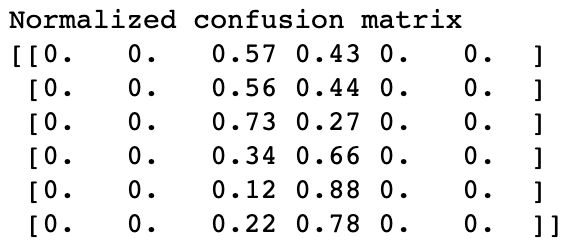 Normalized confusion matrix
[[0.   0.   0.57 0.43 0.   0.  ]
 [0.   0.   0.56 0.44 0.   0.  ]
 [0.   0.   0.73 0.27 0.   0.  ]
 [0.   0.   0.34 0.66 0.   0.  ]
 [0.   0.   0.12 0.88 0.   0.  ]
 [0.   0.   0.22 0.78 0.   0.  ]]